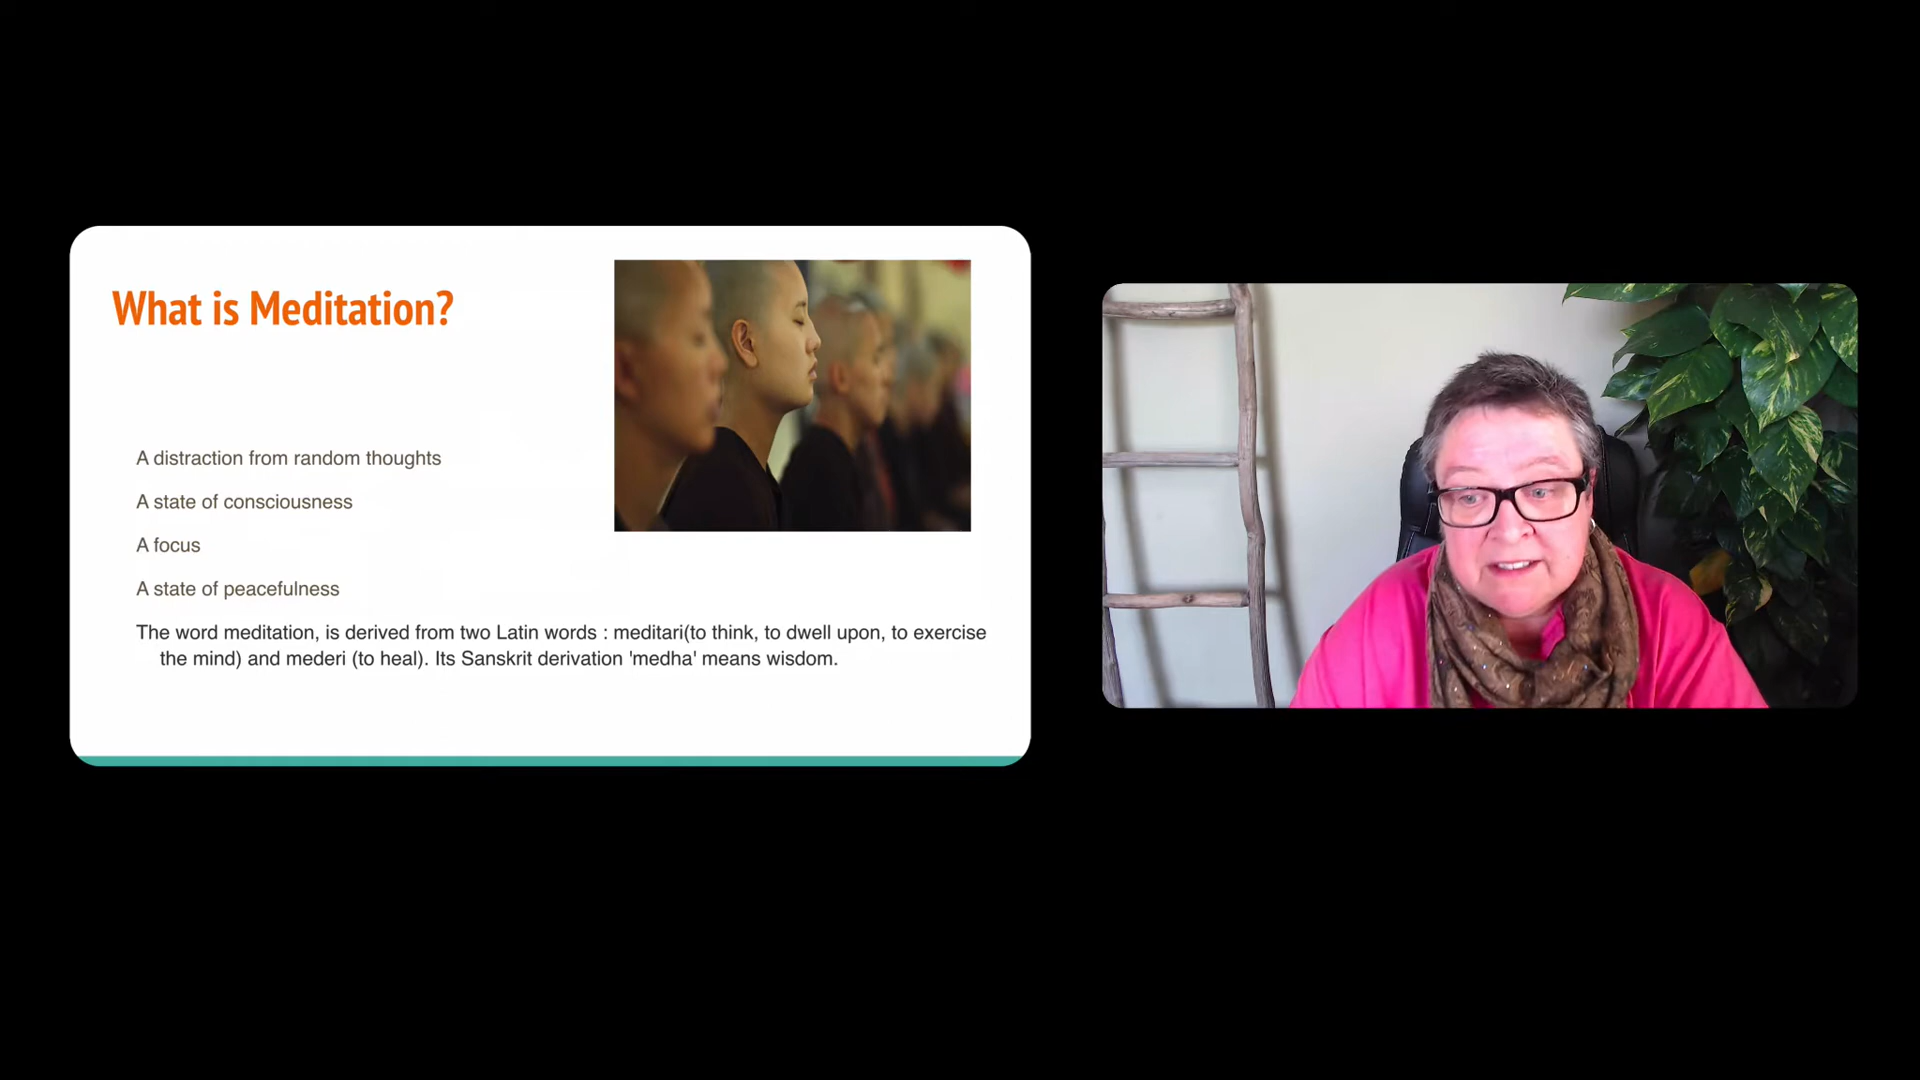 What is Meditation?
A distraction from random thoughts
A state of consciousness
A focus
A state of peacefulness
The word meditation, is derived from two Latin words : meditari(to think, to dwell upon, to exercise
the mind) and mederi (to heal). Its Sanskrit derivation 'medha' means wisdom.